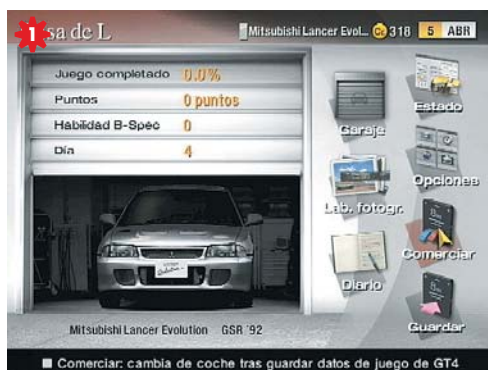 1
sa de L
Mitsubishi Lancer Evol... Cr 318 5 ABR
Juego completado 0.0%
Puntos 0 puntos
Habilidad B-Spec 0
Día 4
Garaje
Estado
Lab. fotogr.
Opciones
Diario
Comerciar
Guardar
Mitsubishi Lancer Evolution GSR '92
Comerciar: cambia de coche tras guardar datos de juego de GT4